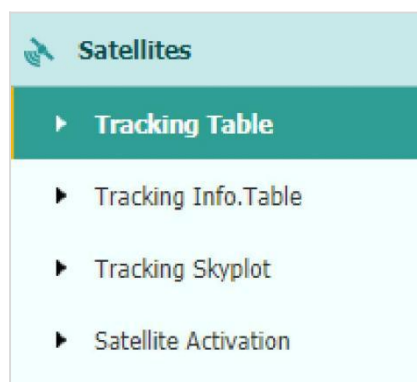 Satellites
Tracking Table
Tracking Info.Table
Tracking Skyplot
Satellite Activation